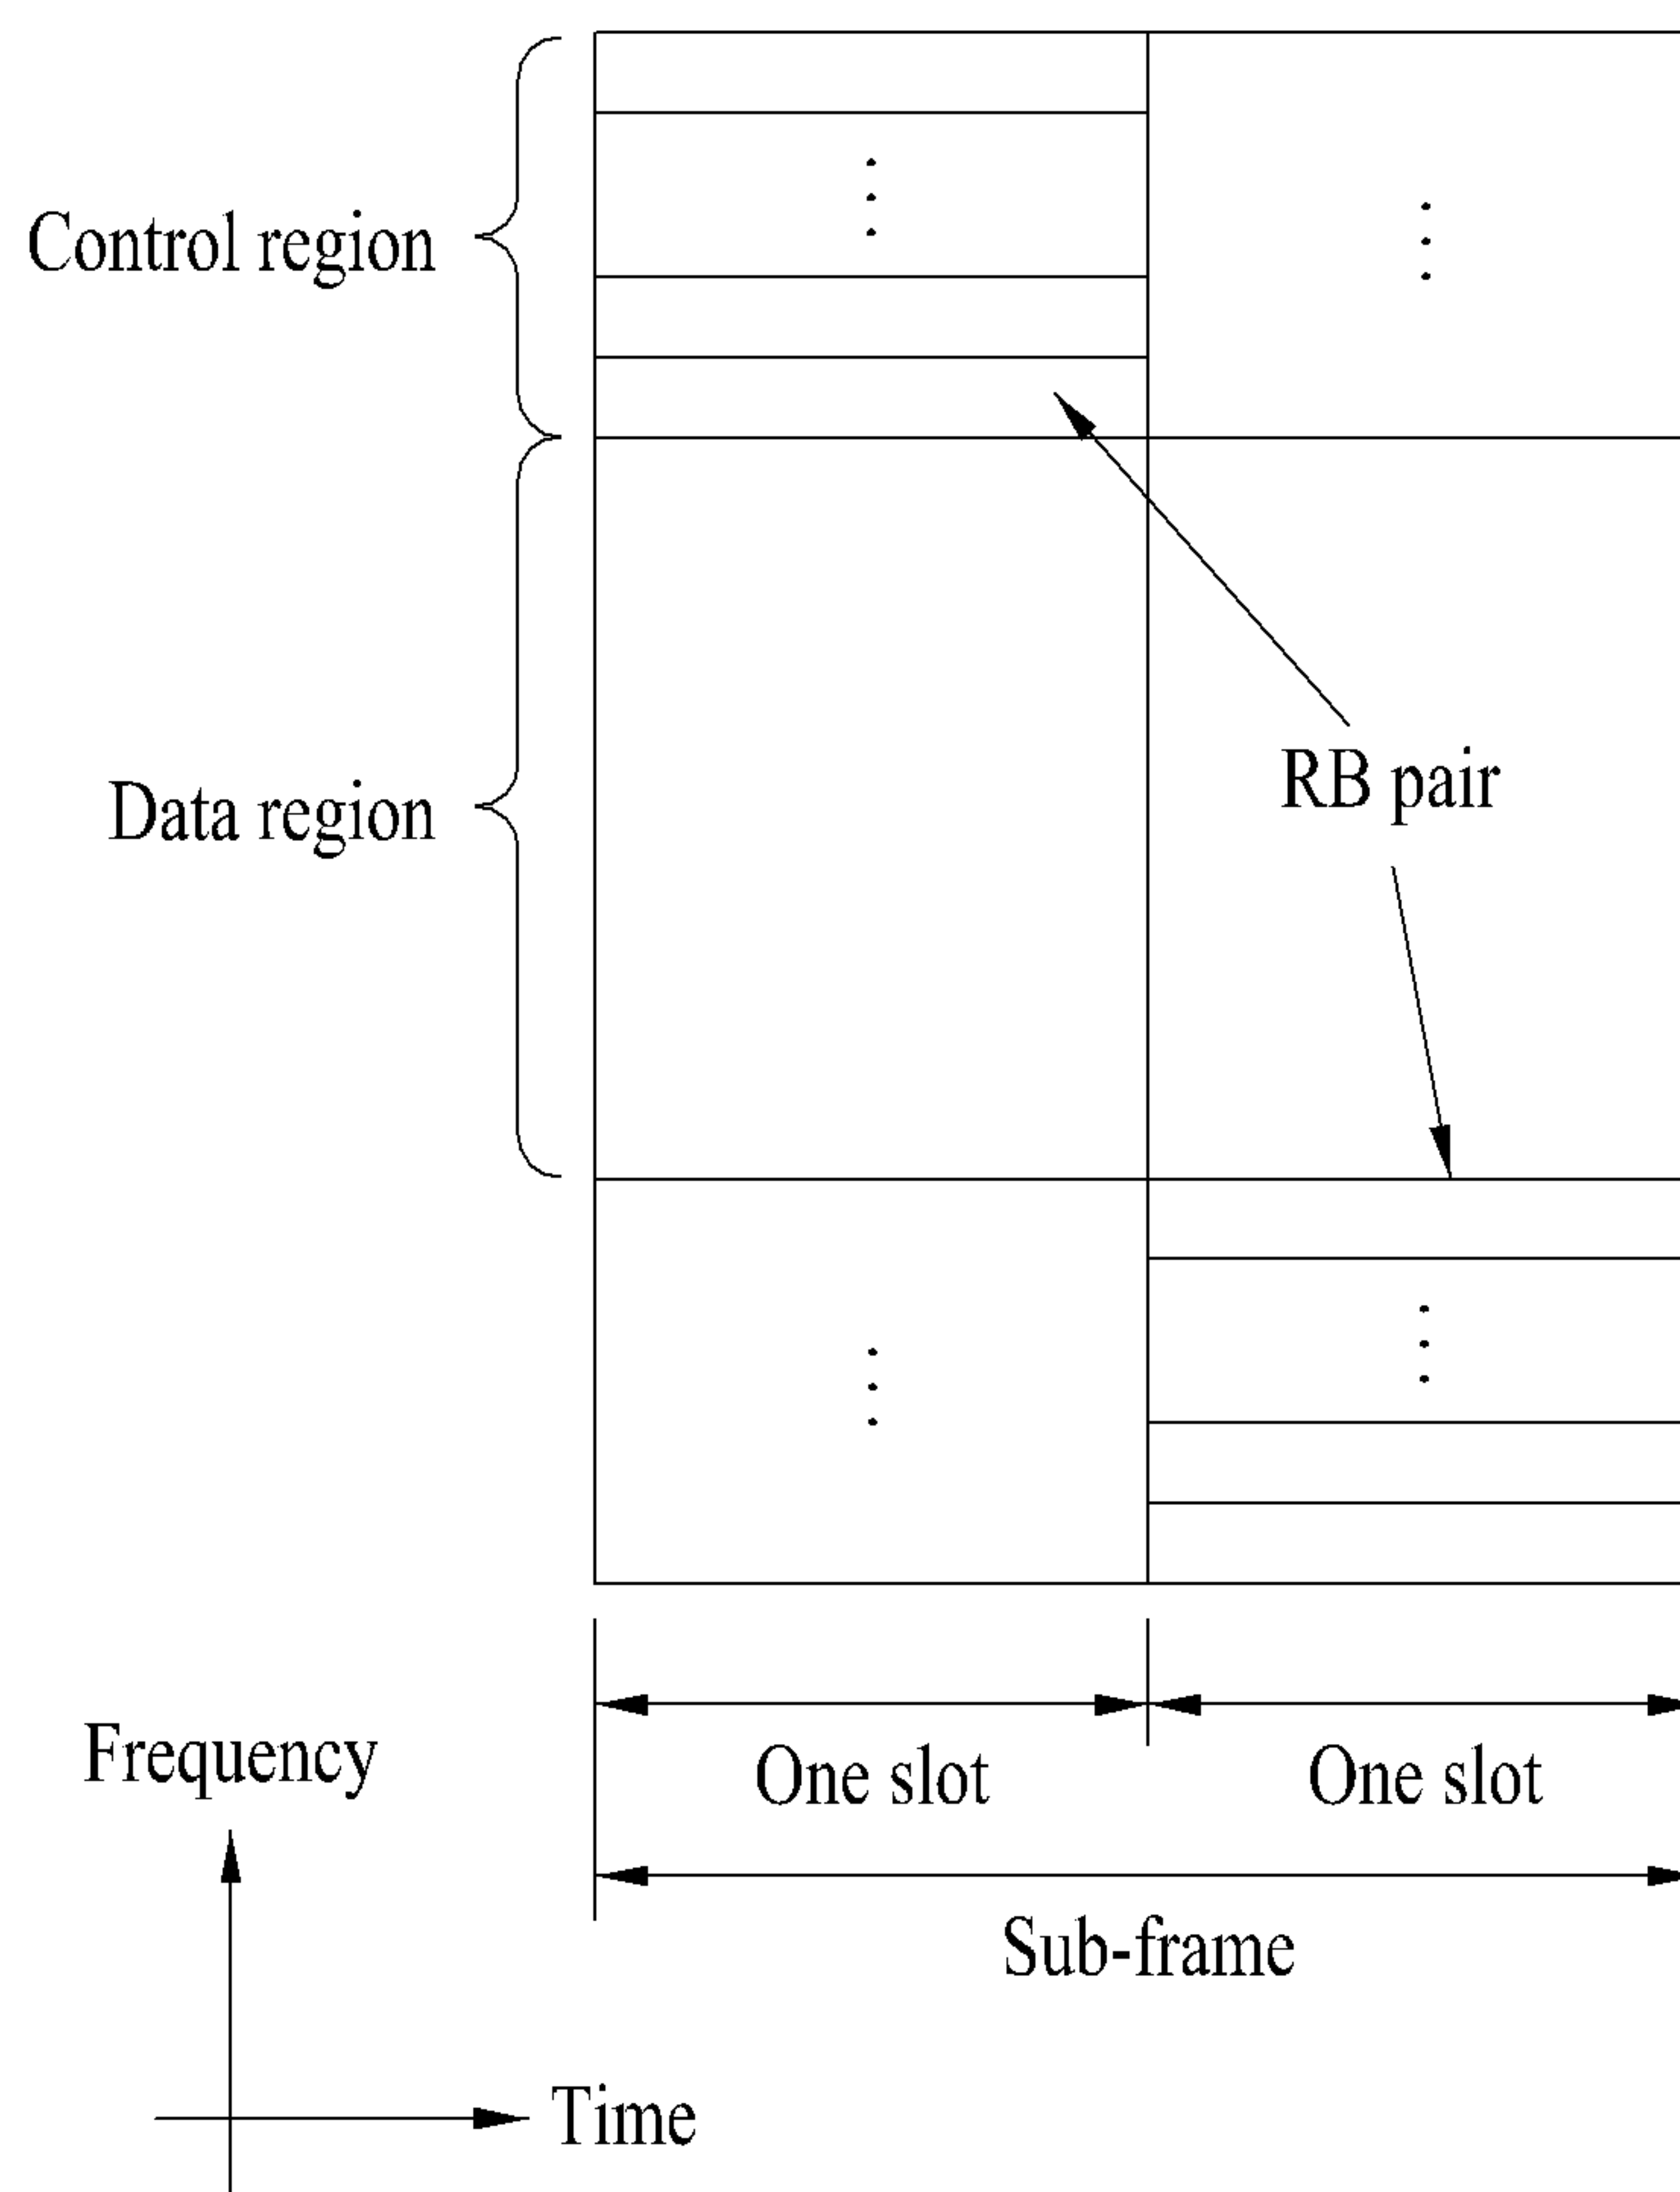 Control region
Data region
RB pair
One slot
One slot
Sub-frame
Frequency
Time